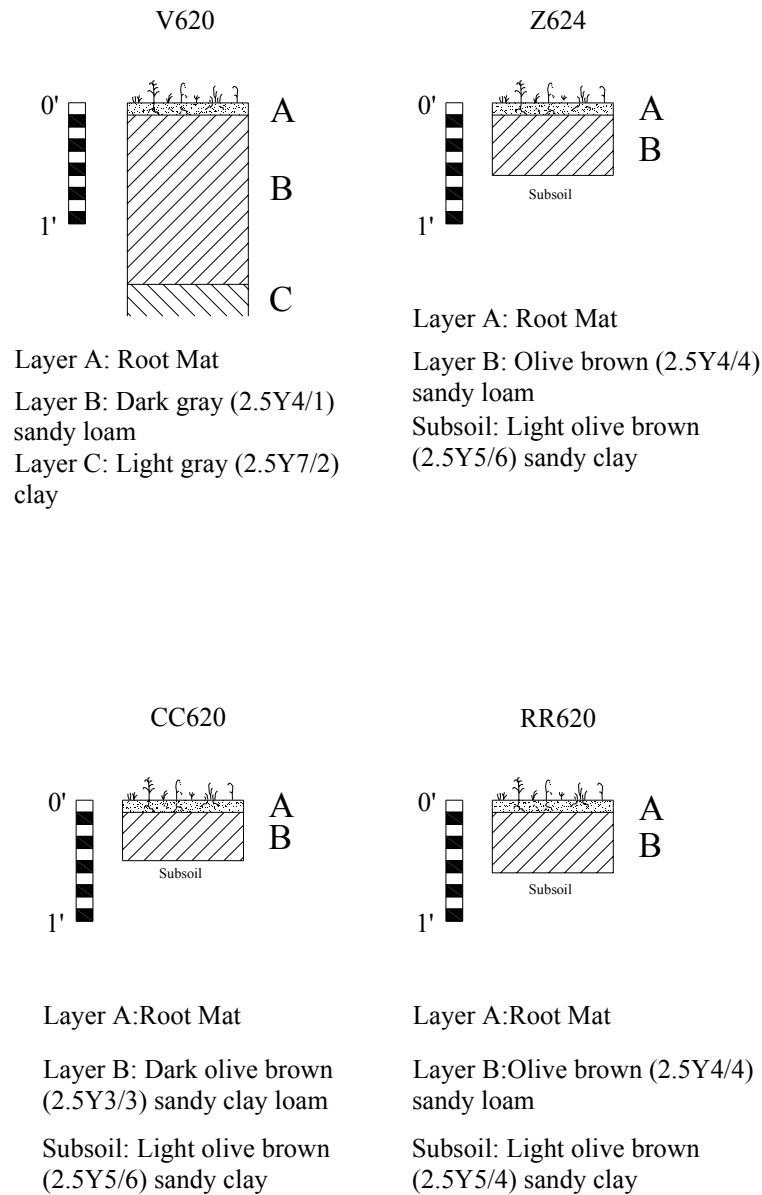 V620
0'
1'
A
B
C
Layer A: Root Mat
Layer B: Dark gray (2.5Y4/1)
sandy loam
Layer C: Light gray (2.5Y7/2)
clay
Z624
0'
1'
A
B
Subsoil
Layer A: Root Mat
Layer B: Olive brown (2.5Y4/4)
sandy loam
Subsoil: Light olive brown
(2.5Y5/6) sandy clay
CC620
0'
1'
A
B
Subsoil
Layer A:Root Mat
Layer B: Dark olive brown
(2.5Y3/3) sandy clay loam
Subsoil: Light olive brown
(2.5Y5/6) sandy clay
RR620
0'
1'
A
B
Subsoil
Layer A:Root Mat
Layer B:Olive brown (2.5Y4/4)
sandy loam
Subsoil: Light olive brown
(2.5Y5/4) sandy clay